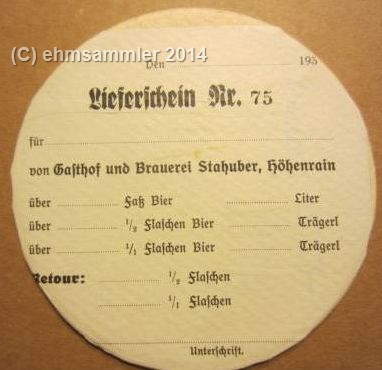 (C) ehmsammler 2014
Den 195
Lieferschein Nr. 75
für
von Gasthof und Brauerei Stahuber, Höhenrain
über Faß Bier Liter
über 1/2 Flaschen Bier Trägerl
über 1/1 Flaschen Bier Trägerl
Retour: 1/2 Flaschen
1/1 Flaschen
Unterschrift.